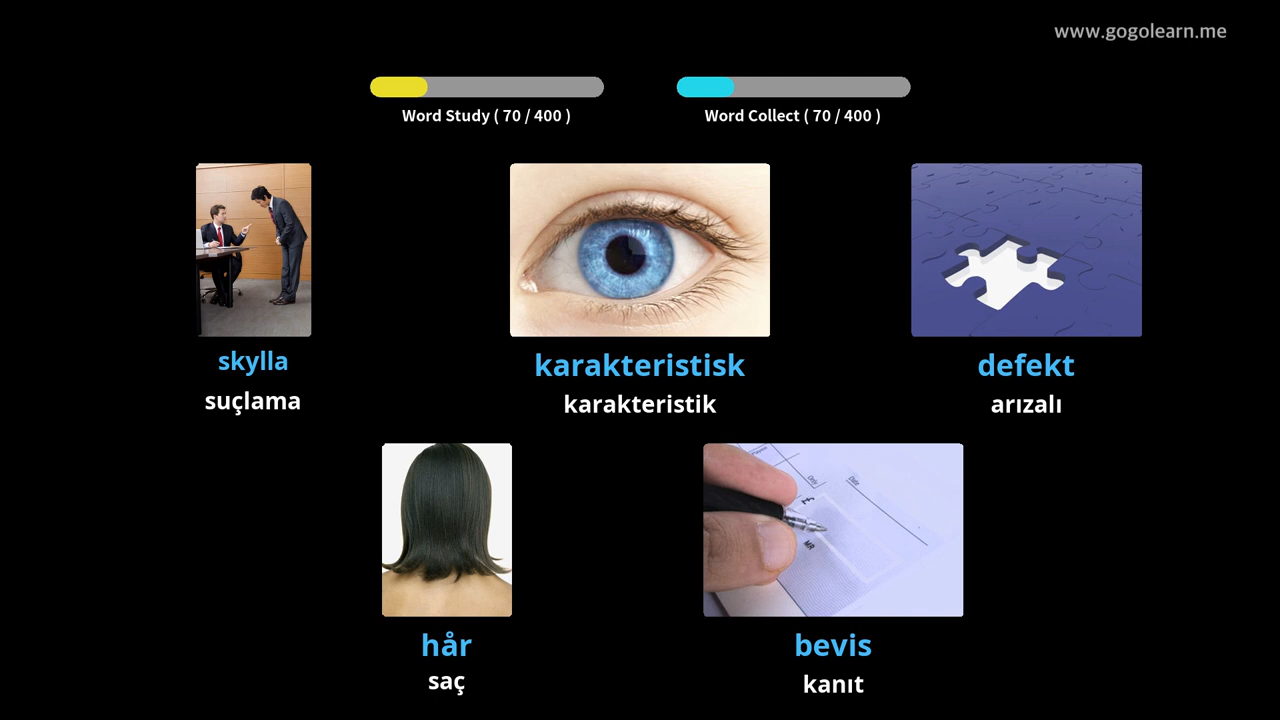 www.gogolearn.me
Word Study ( 70 / 400 )
Word Collect ( 70 / 400 )
skylla
suçlama
karakteristisk
karakteristik
defekt
arızalı
hår
saç
bevis
kanıt